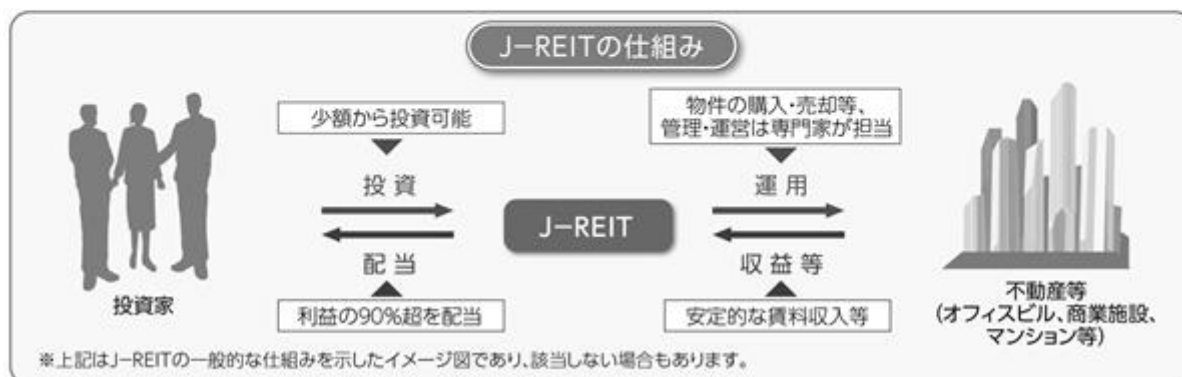 J−REITの仕組み
少額から投資可能
物件の購入・売却等、
管理・運営は専門家が担当
投資
運用
J−REIT
配当
収益等
投資家
利益の90%超を配当
安定的な賃料収入等
不動産等
(オフィスビル、商業施設、
マンション等)
※上記はJ−REITの一般的な仕組みを示したイメージ図であり、該当しない場合もあります。